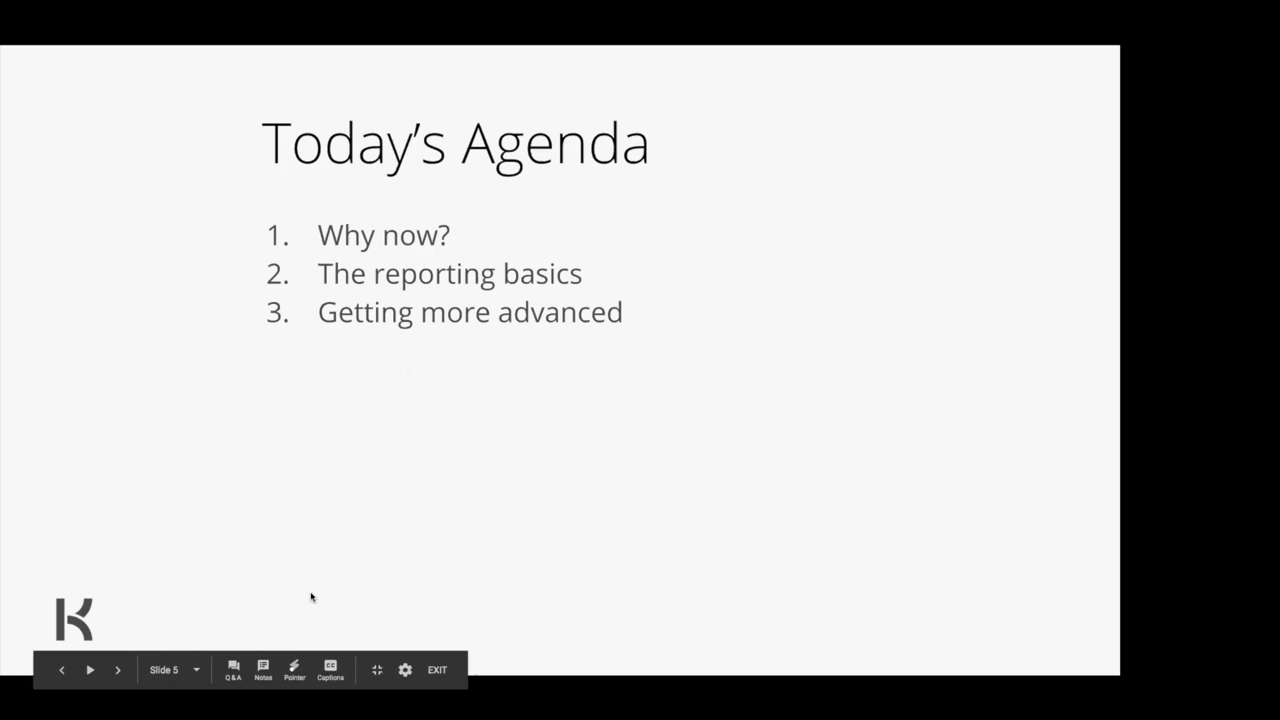 Today's Agenda
1. Why now?
2. The reporting basics
3. Getting more advanced
K
Slide 5
Q&A Notes Pointer Captions
EXIT